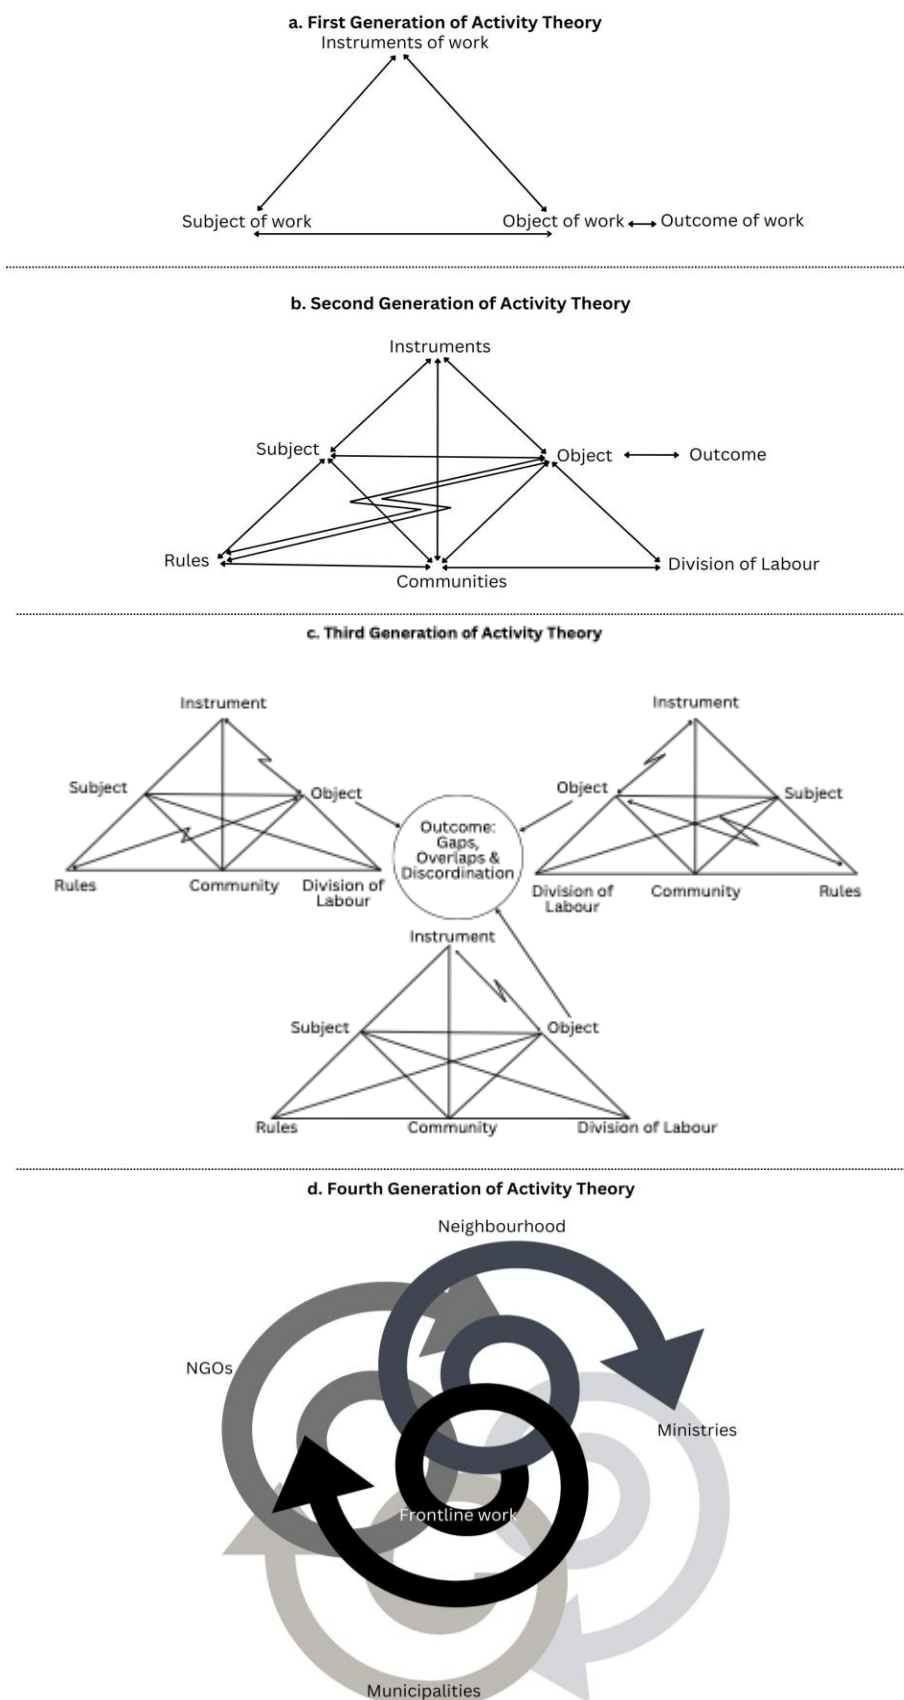 a. First Generation of Activity Theory
Instruments of work
Subject of work
Object of work
Outcome of work
b. Second Generation of Activity Theory
Instruments
Subject
Object
Outcome
Rules
Communities
Division of Labour
c. Third Generation of Activity Theory
Instrument
Subject
Object
Rules
Community
Division of
Labour
Instrument
Object
Subject
Division of
Labour
Community
Rules
Outcome:
Gaps,
Overlaps &
Discordination
Instrument
Subject
Object
Rules
Community
Division of Labour
d. Fourth Generation of Activity Theory
Neighbourhood
NGOs
Ministries
Frontline work
Municipalities